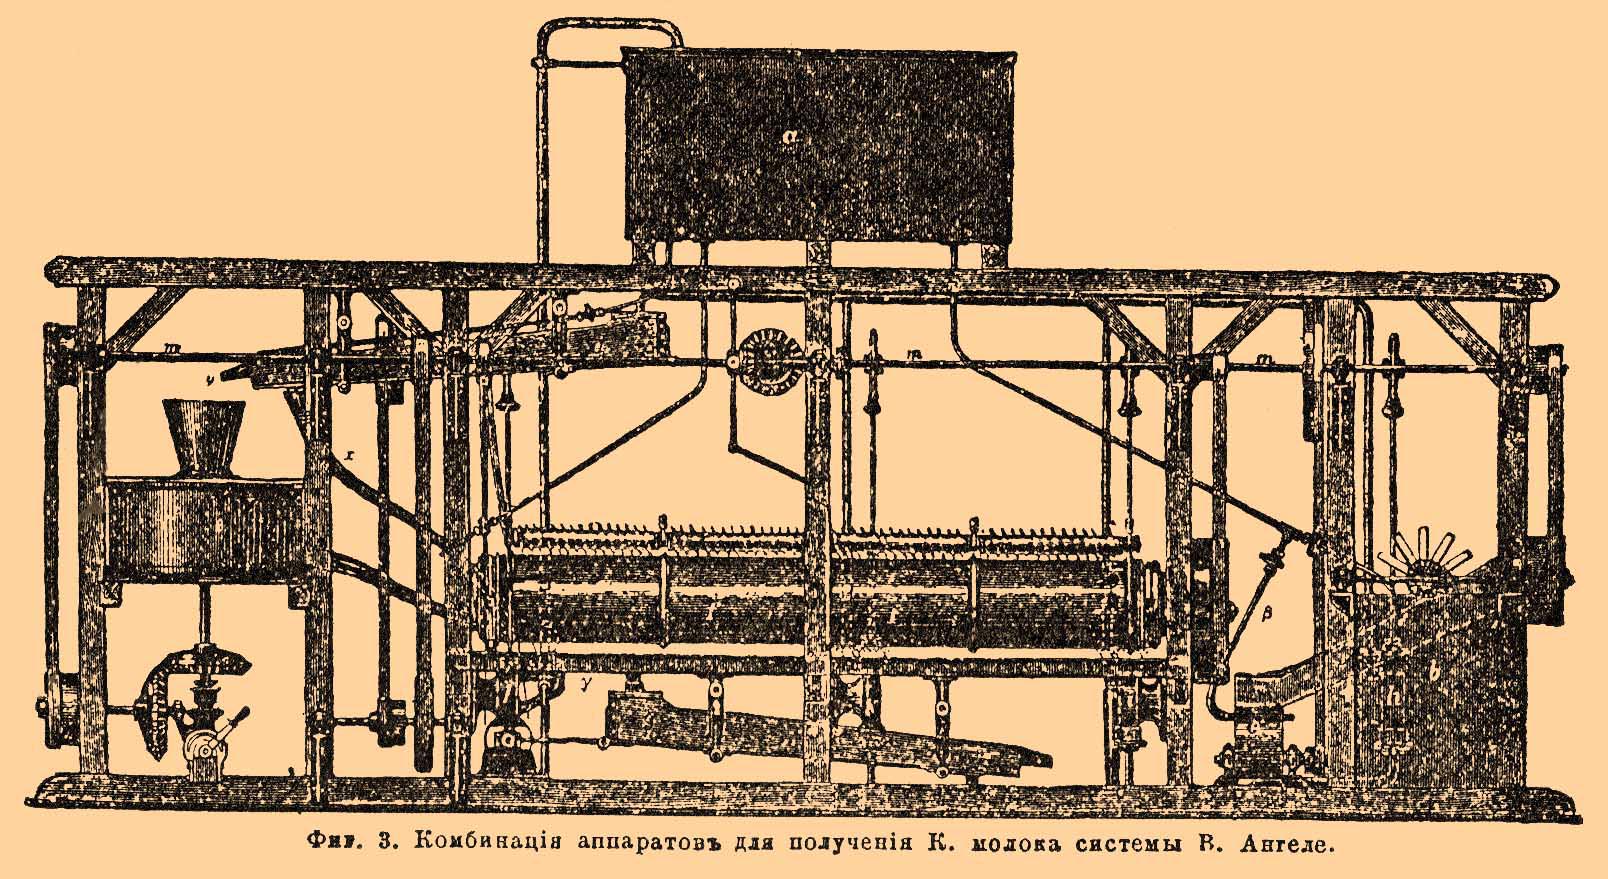 a
m
m
m
v
x
β
γ
Фиг. 3. Комбинація аппаратовъ для полученія К. молока системы В. Ангеле.